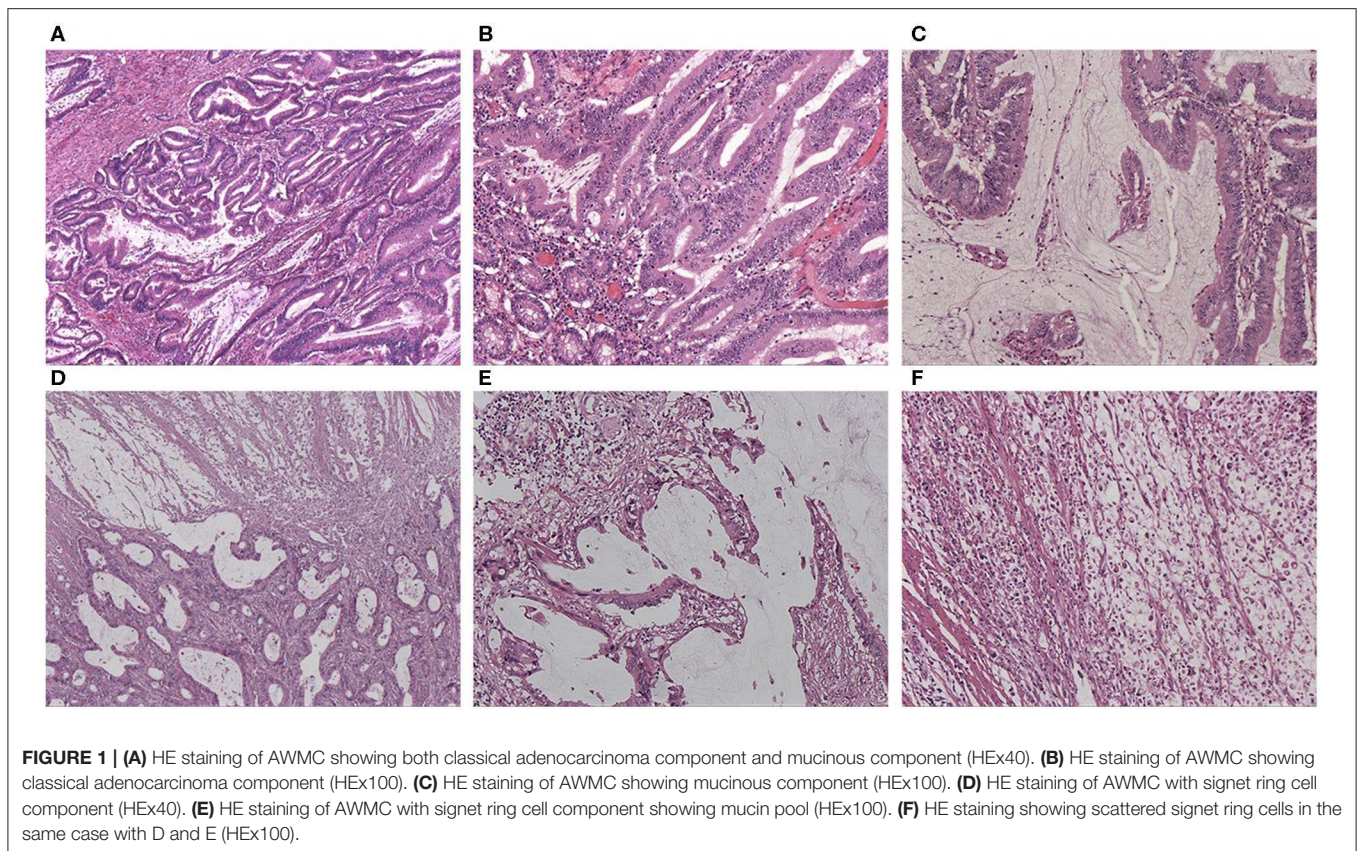 A
B
C
D
E
F
FIGURE 1 | (A) HE staining of AWMC showing both classical adenocarcinoma component and mucinous component (HEx40). (B) HE staining of AWMC showing
classical adenocarcinoma component (HEx100). (C) HE staining of AWMC showing mucinous component (HEx100). (D) HE staining of AWMC with signet ring cell
component (HEx40). (E) HE staining of AWMC with signet ring cell component showing mucin pool (HEx100). (F) HE staining showing scattered signet ring cells in the
same case with D and E (HEx100).